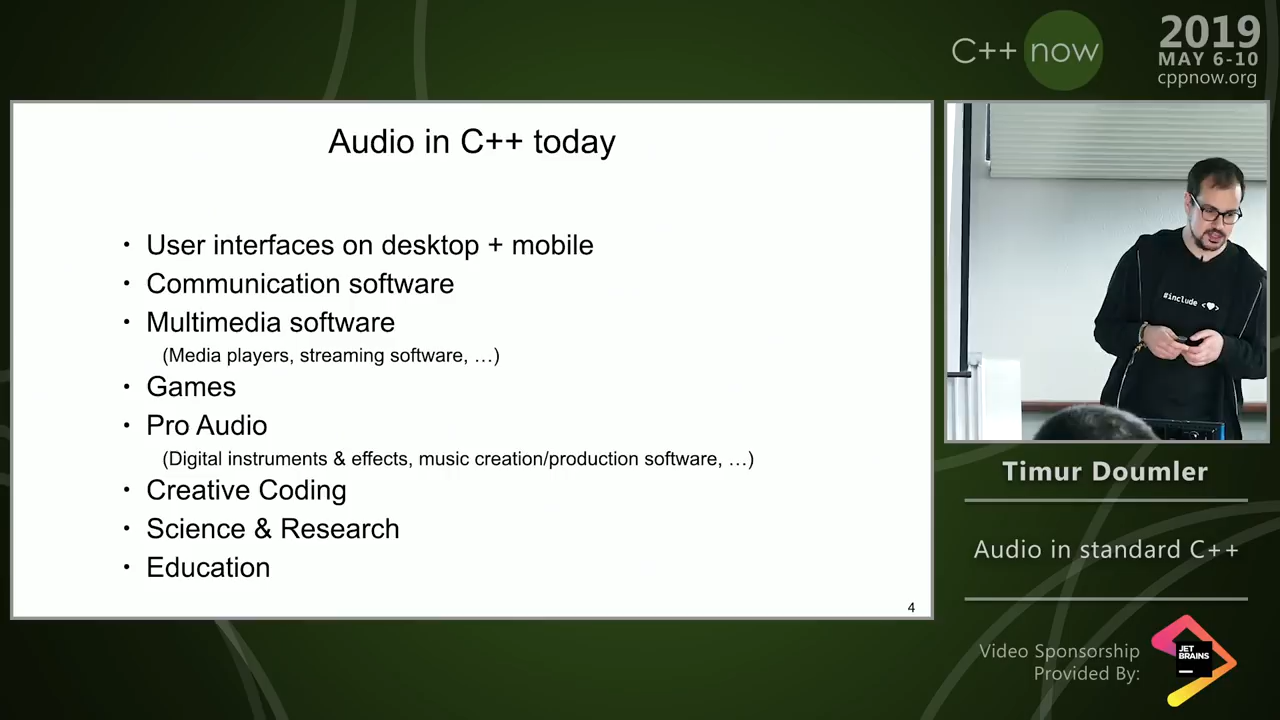 C++ now
2019
MAY 6-10
cppnow.org
Audio in C++ today
• User interfaces on desktop + mobile
• Communication software
• Multimedia software
(Media players, streaming software, …)
• Games
• Pro Audio
(Digital instruments & effects, music creation/production software, …)
• Creative Coding
• Science & Research
• Education
4
#include <♥>
Timur Doumler
Audio in standard C++
Video Sponsorship
Provided By:
JET
BRAINS